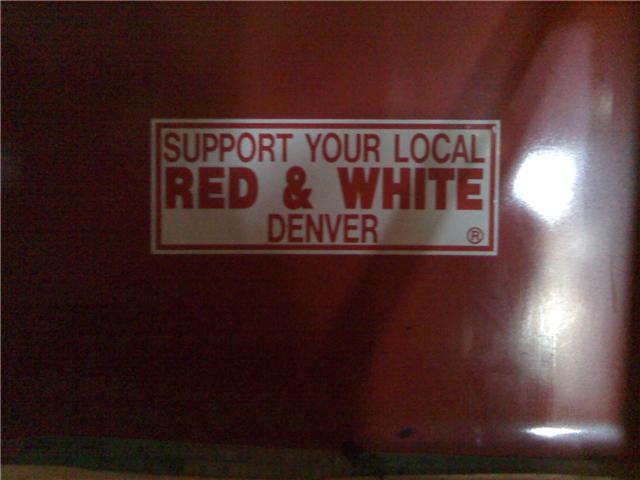 SUPPORT YOUR LOCAL
RED & WHITE
DENVER
®